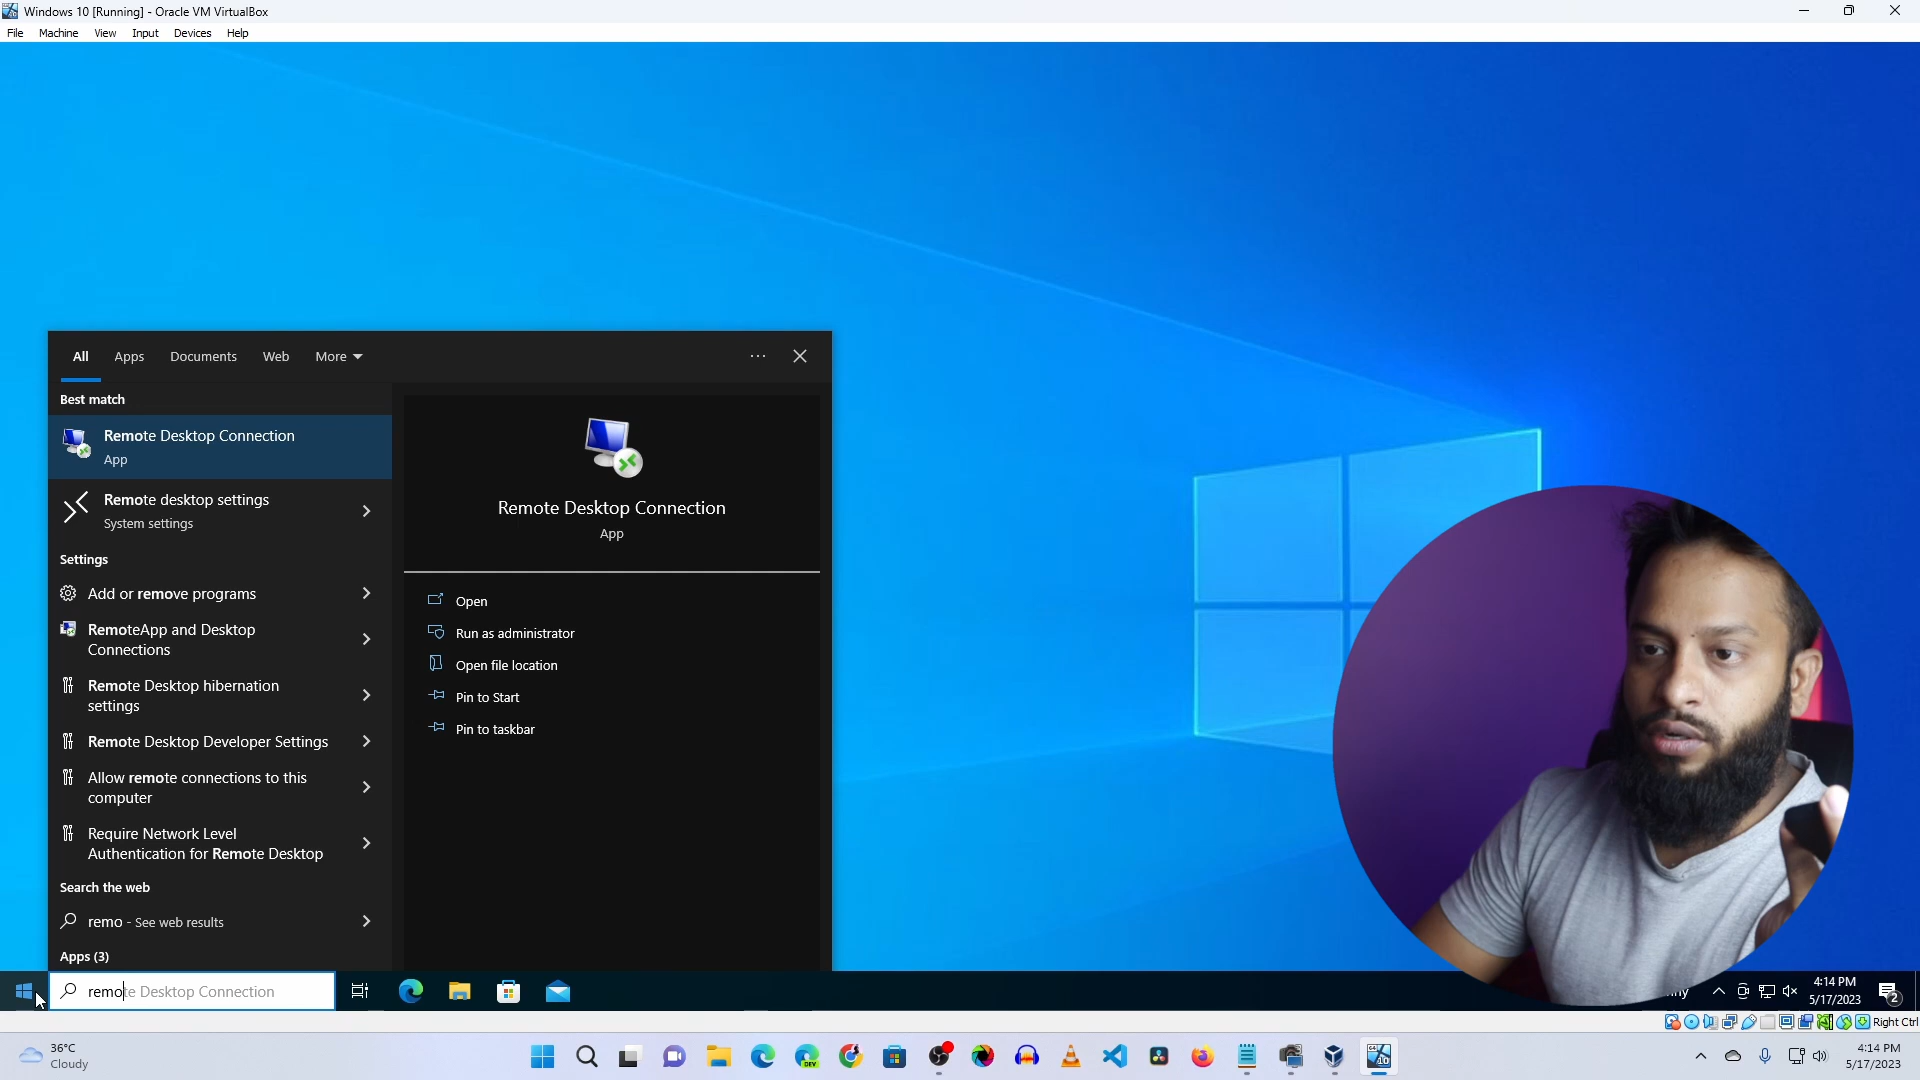 Windows 10 [Running] - Oracle VM VirtualBox
File Machine View Input Devices Help
All Apps Documents Web More
Best match
Remote Desktop Connection
App
Remote desktop settings
System settings
Settings
Add or remove programs
RemoteApp and Desktop
Connections
Remote Desktop hibernation
settings
Remote Desktop Developer Settings
Allow remote connections to this
computer
Require Network Level
Authentication for Remote Desktop
Search the web
remo - See web results
Apps (3)
Remote Desktop Connection
App
Open
Run as administrator
Open file location
Pin to Start
Pin to taskbar
remote Desktop Connection
4:14 PM
5/17/2023
2
Right Ctrl
36°C
Cloudy
DEV
64
10
4:14 PM
5/17/2023